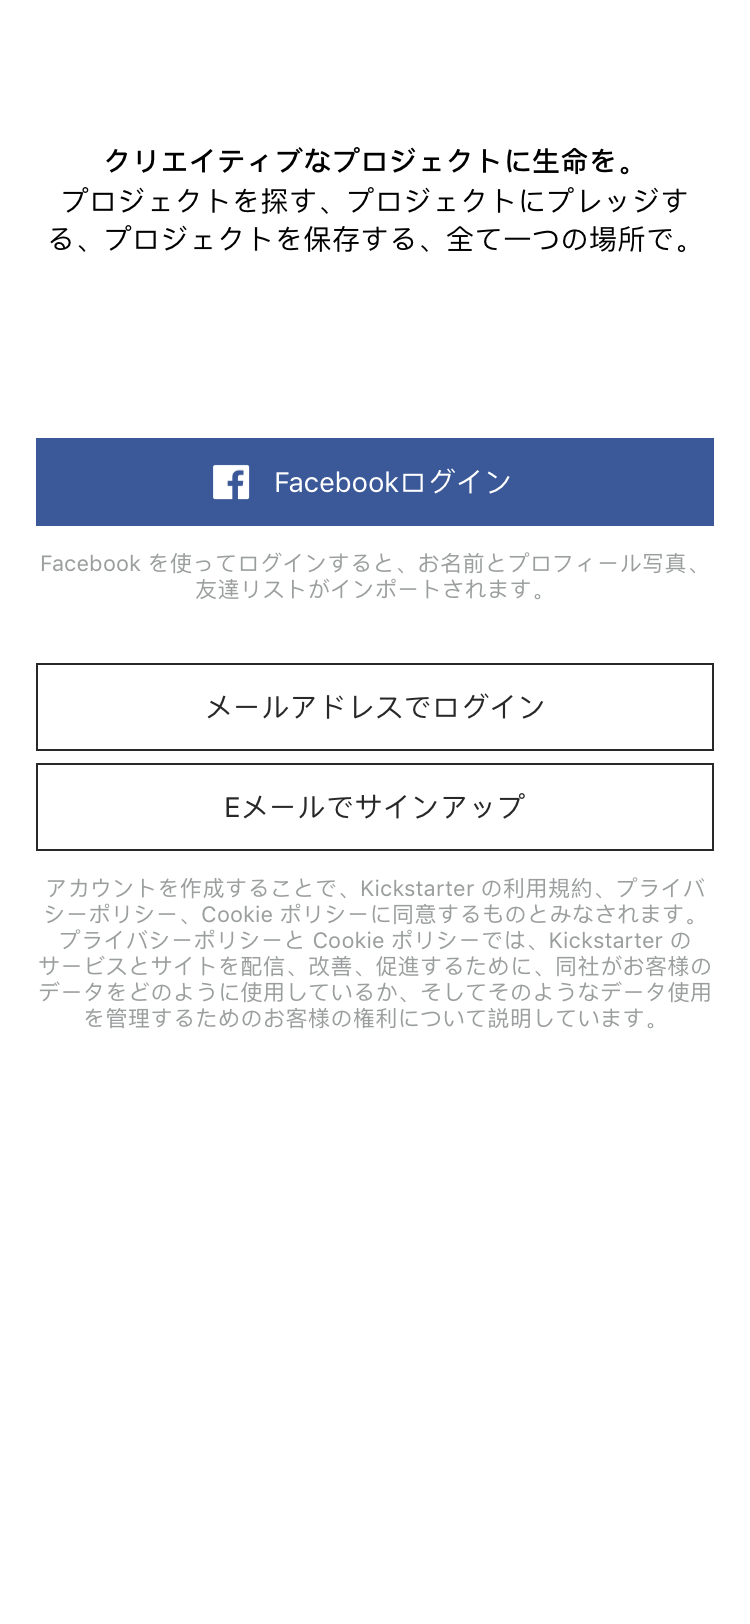 クリエイティブなプロジェクトに生命を。
プロジェクトを探す、プロジェクトにプレッジす
る、プロジェクトを保存する、全て一つの場所で。
Facebookログイン
Facebook を使ってログインすると、お名前とプロフィール写真、
友達リストがインポートされます。
メールアドレスでログイン
Eメールでサインアップ
アカウントを作成することで、Kickstarter の利用規約、プライバ
シーポリシー、Cookie ポリシーに同意するものとみなされます。
プライバシーポリシーと Cookie ポリシーでは、Kickstarter の
サービスとサイトを配信、改善、促進するために、同社がお客様の
データをどのように使用しているか、そしてそのようなデータ使用
を管理するためのお客様の権利について説明しています。